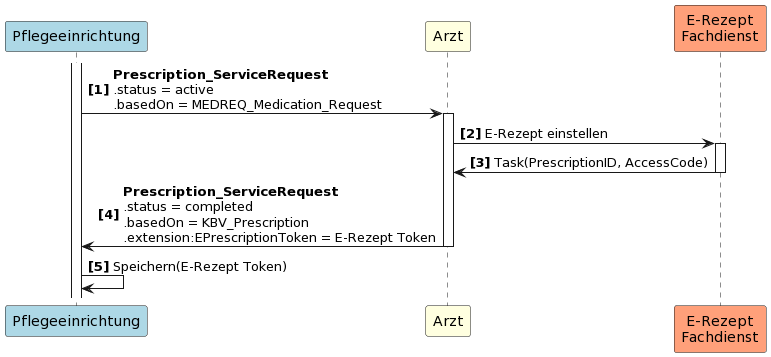 Pflegeeinrichtung
Arzt
E-Rezept
Fachdienst
Prescription_ServiceRequest
[1] .status = active
.basedOn = MEDREQ_Medication_Request
[2] E-Rezept einstellen
[3] Task(PrescriptionID, AccessCode)
Prescription_ServiceRequest
.status = completed
[4] .basedOn = KBV_Prescription
.extension:EPrescriptionToken = E-Rezept Token
[5] Speichern(E-Rezept Token)
Pflegeeinrichtung
Arzt
E-Rezept
Fachdienst